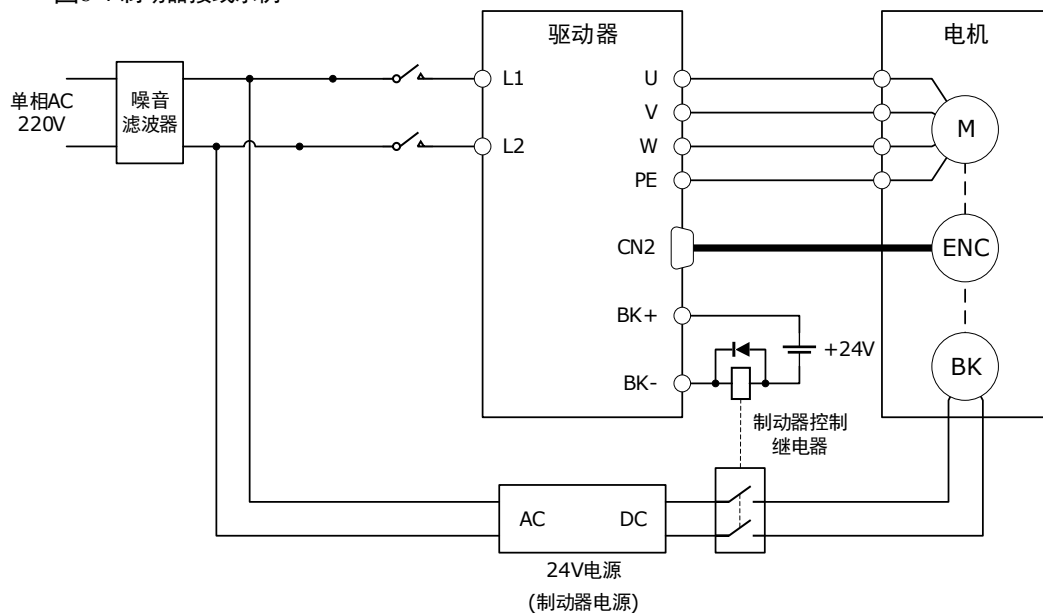 驱动器
电机
单相AC
220V
噪音
滤波器
L1
L2
U
V
W
PE
CN2
BK+
BK-
M
ENC
BK
+24V
制动器控制
继电器
AC
DC
24V电源
(制动器电源)